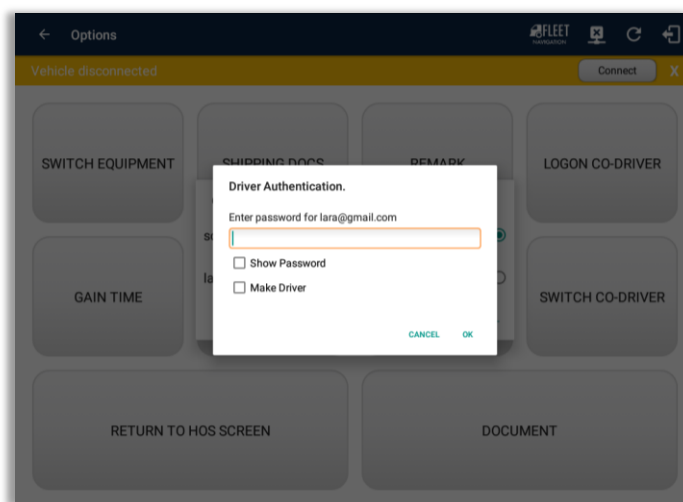 Options
FLEET
NAVIGATION
Vehicle disconnected
Connect
X
SWITCH EQUIPMENT
SHIPPING DOCS
REMARK
LOGON CO-DRIVER
Driver Authentication.
Enter password for lara@gmail.com
Show Password
Make Driver
CANCEL
OK
GAIN TIME
SWITCH CO-DRIVER
RETURN TO HOS SCREEN
DOCUMENT